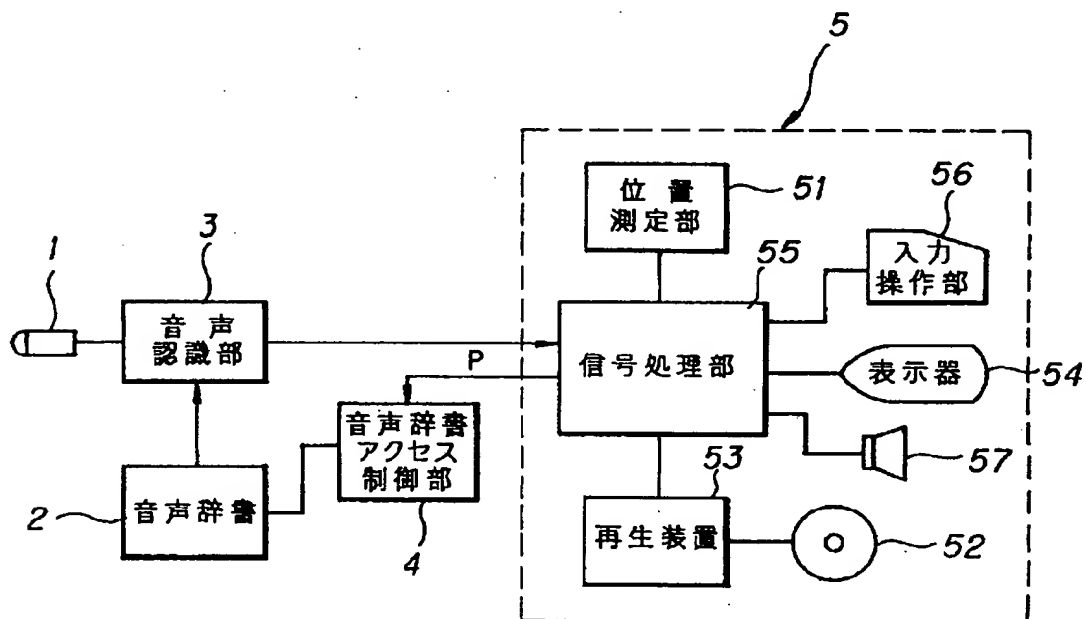 5
位置
測定部
51
56
入力
操作部
55
3
1
音声
認識部
信号処理部
表示器
54
P
音声辞書
アクセス
制御部
57
53
2
音声辞書
4
再生装置
52